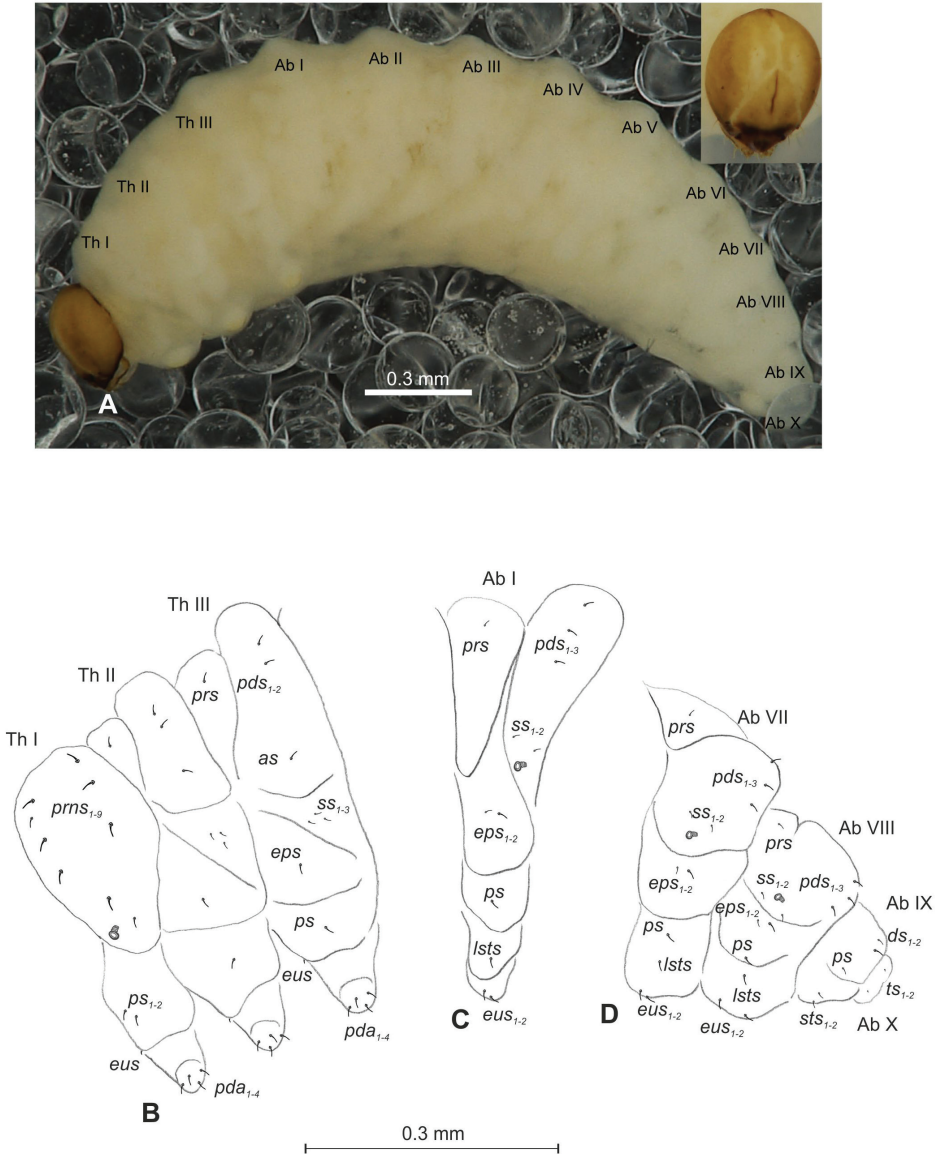 Ab I
Ab II
Ab III
Ab IV
Ab V
Ab VI
Ab VII
Ab VIII
Ab IX
Ab X
Th III
Th II
Th I
0.3 mm
A
Th III
Th II
Th I
prs
pds1-2
as
ss1-3
prns1-9
eps
ps
eus
ps1-2
eus
pda1-4
pda1-4
B
Ab I
prs
pds1-3
ss1-2
eps1-2
ps
lsts
eus1-2
C
prs
Ab VII
pds1-3
ss1-2
prs
Ab VIII
eps1-2
ss1-2
pds1-3
eps1-2
Ab IX
ps
ps
ds1-2
ps
lsts
lsts
ts1-2
eus1-2
eus1-2
sts1-2
Ab X
D
0.3 mm